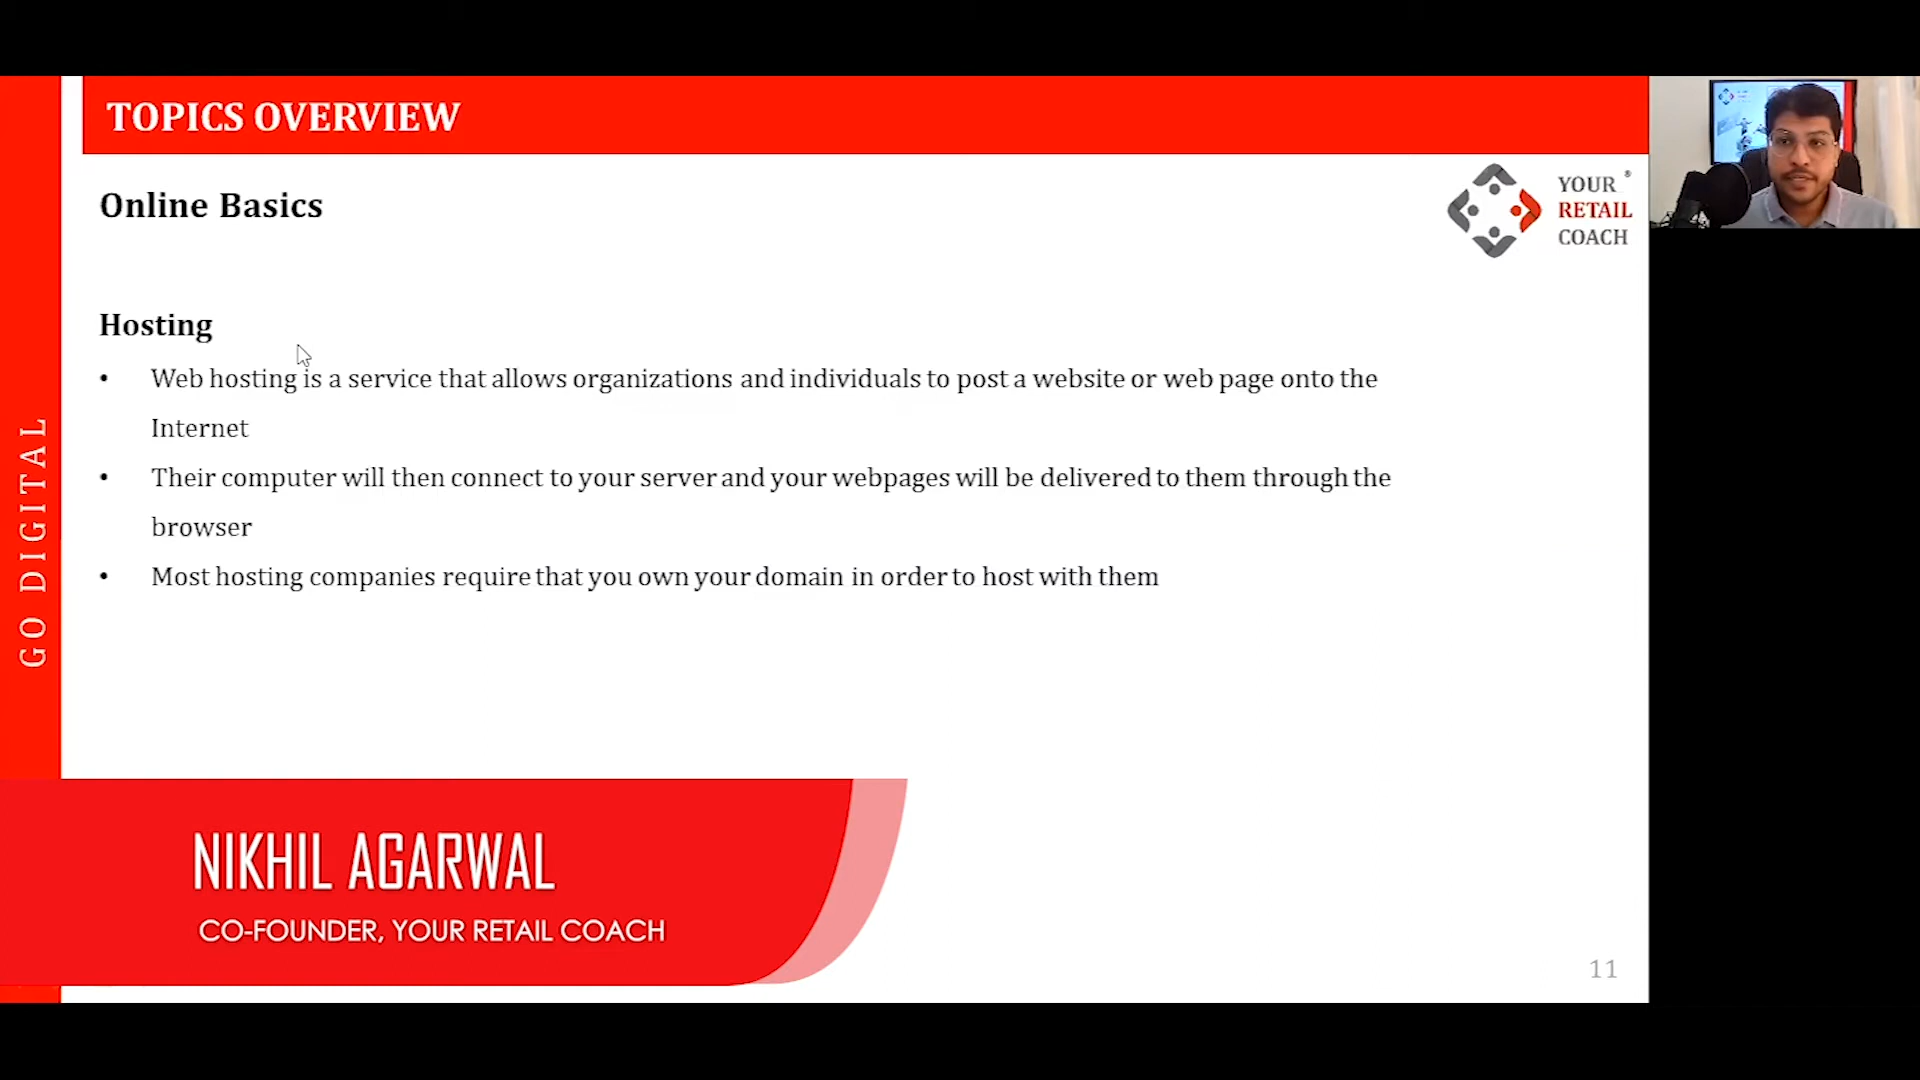 TOPICS OVERVIEW
Online Basics
YOUR ®
RETAIL
COACH
Hosting
• Web hosting is a service that allows organizations and individuals to post a website or web page onto the
Internet
• Their computer will then connect to your server and your webpages will be delivered to them through the
browser
• Most hosting companies require that you own your domain in order to host with them
GO DIGITAL
NIKHIL AGARWAL
CO-FOUNDER, YOUR RETAIL COACH
11